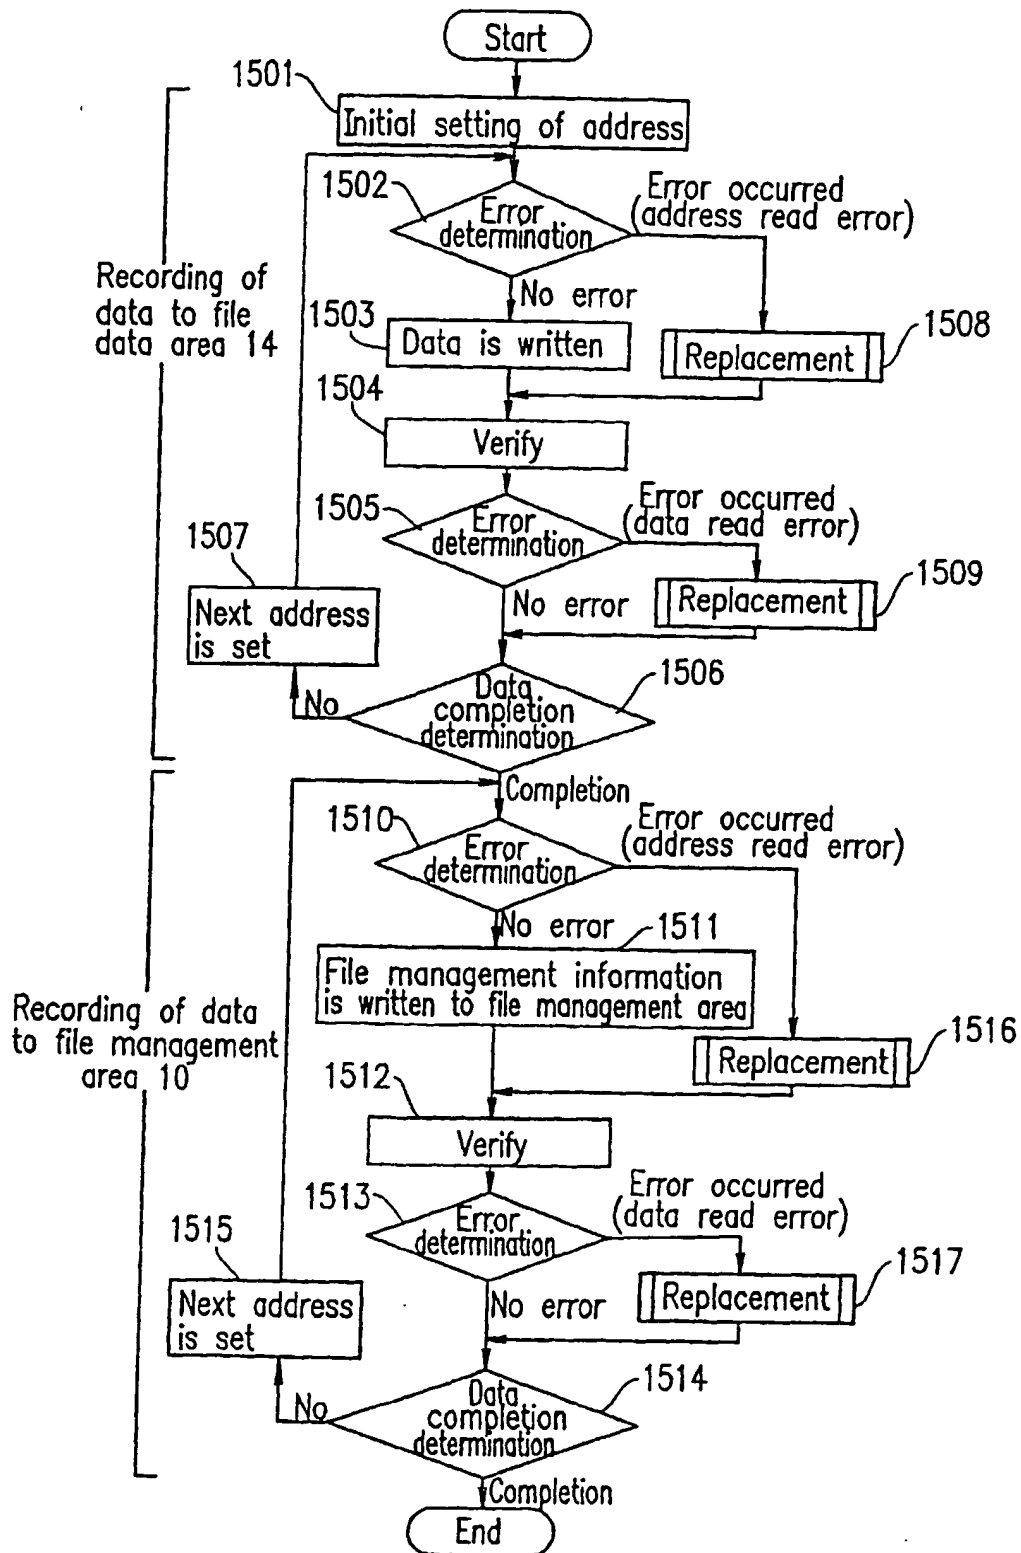 Start
1501
Initial setting of address
1502
Error
determination
Error occurred
(address read error)
No error
1503
Data is written
Replacement
1508
Recording of
data to file
data area 14
1504
Verify
1505
Error
determination
Error occurred
(data read error)
1507
Next address
is set
No error
Replacement
1509
No
Data
completion
determination
1506
Completion
1510
Error
determination
Error occurred
(address read error)
No error
1511
File management information
is written to file management area
Recording of data
to file management
area 10
Replacement
1516
1512
Verify
1513
Error
determination
Error occurred
(data read error)
1515
Next address
is set
No error
Replacement
1517
No
Data
completion
determination
1514
Completion
End